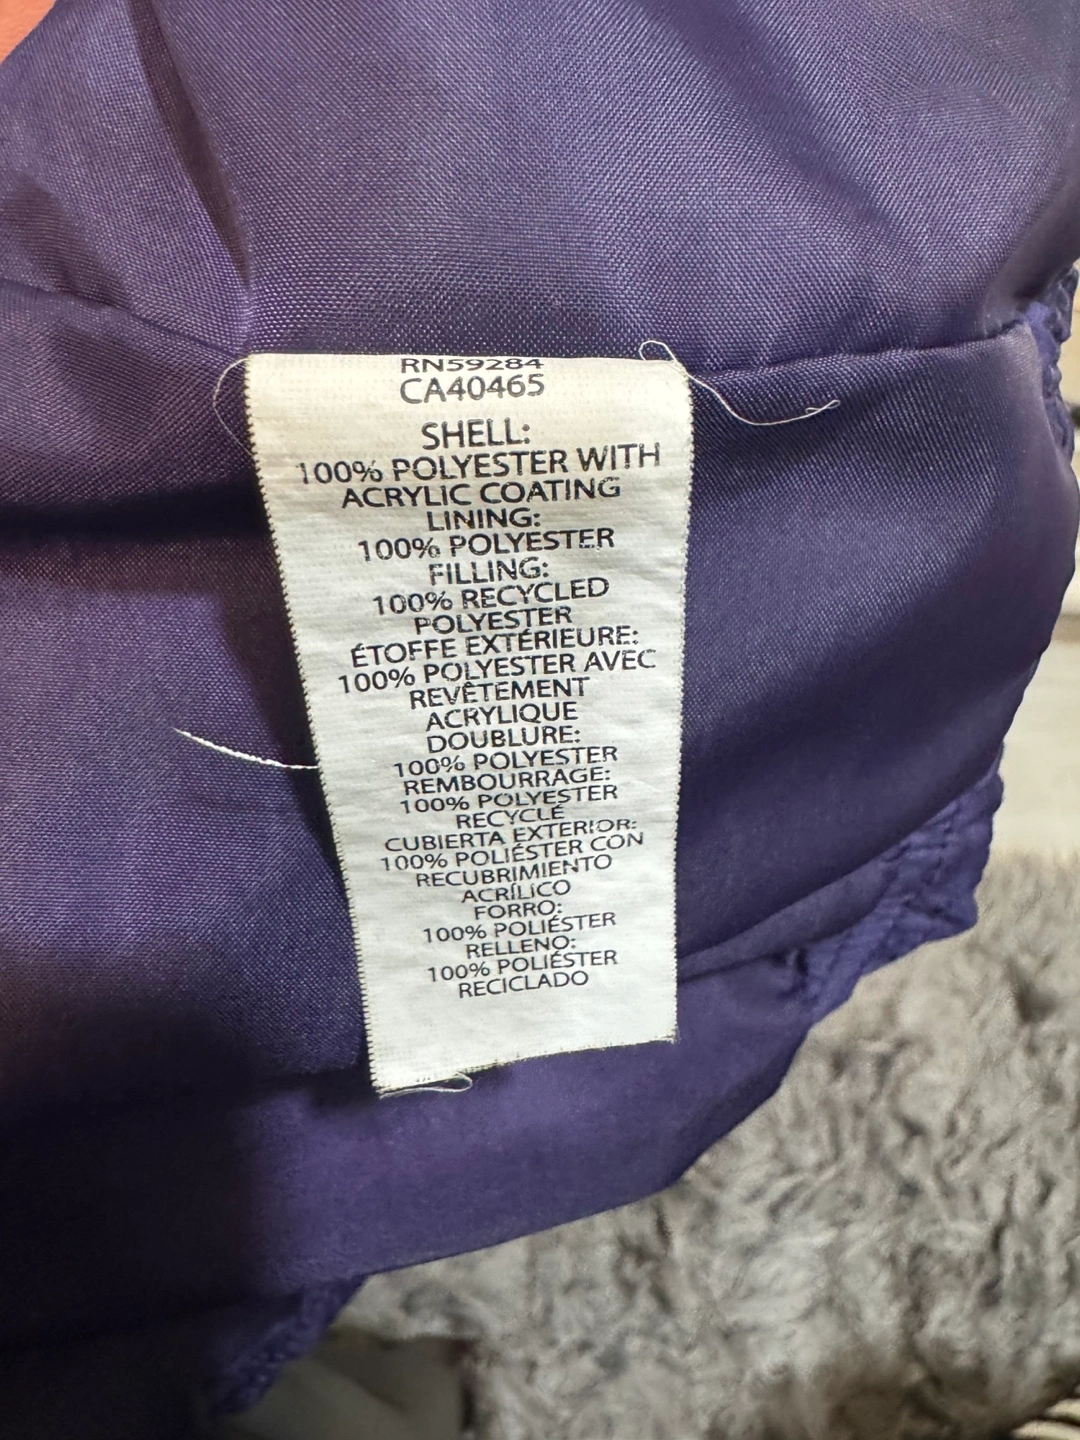 RN59284
CA40465
SHELL:
100% POLYESTER WITH
ACRYLIC COATING
LINING:
100% POLYESTER
FILLING:
100% RECYCLED
POLYESTER
ÉTOFFE EXTÉRIEURE:
100% POLYESTER AVEC
REVÊTEMENT
ACRYLIQUE
DOUBLURE:
100% POLYESTER
REMBOURRAGE:
100% POLYESTER
RECYCLÉ
CUBIERTA EXTERIOR:
100% POLIÉSTER CON
RECUBRIMIENTO
ACRÍLICO
FORRO:
100% POLIÉSTER
RELLENO:
100% POLIÉSTER
RECICLADO